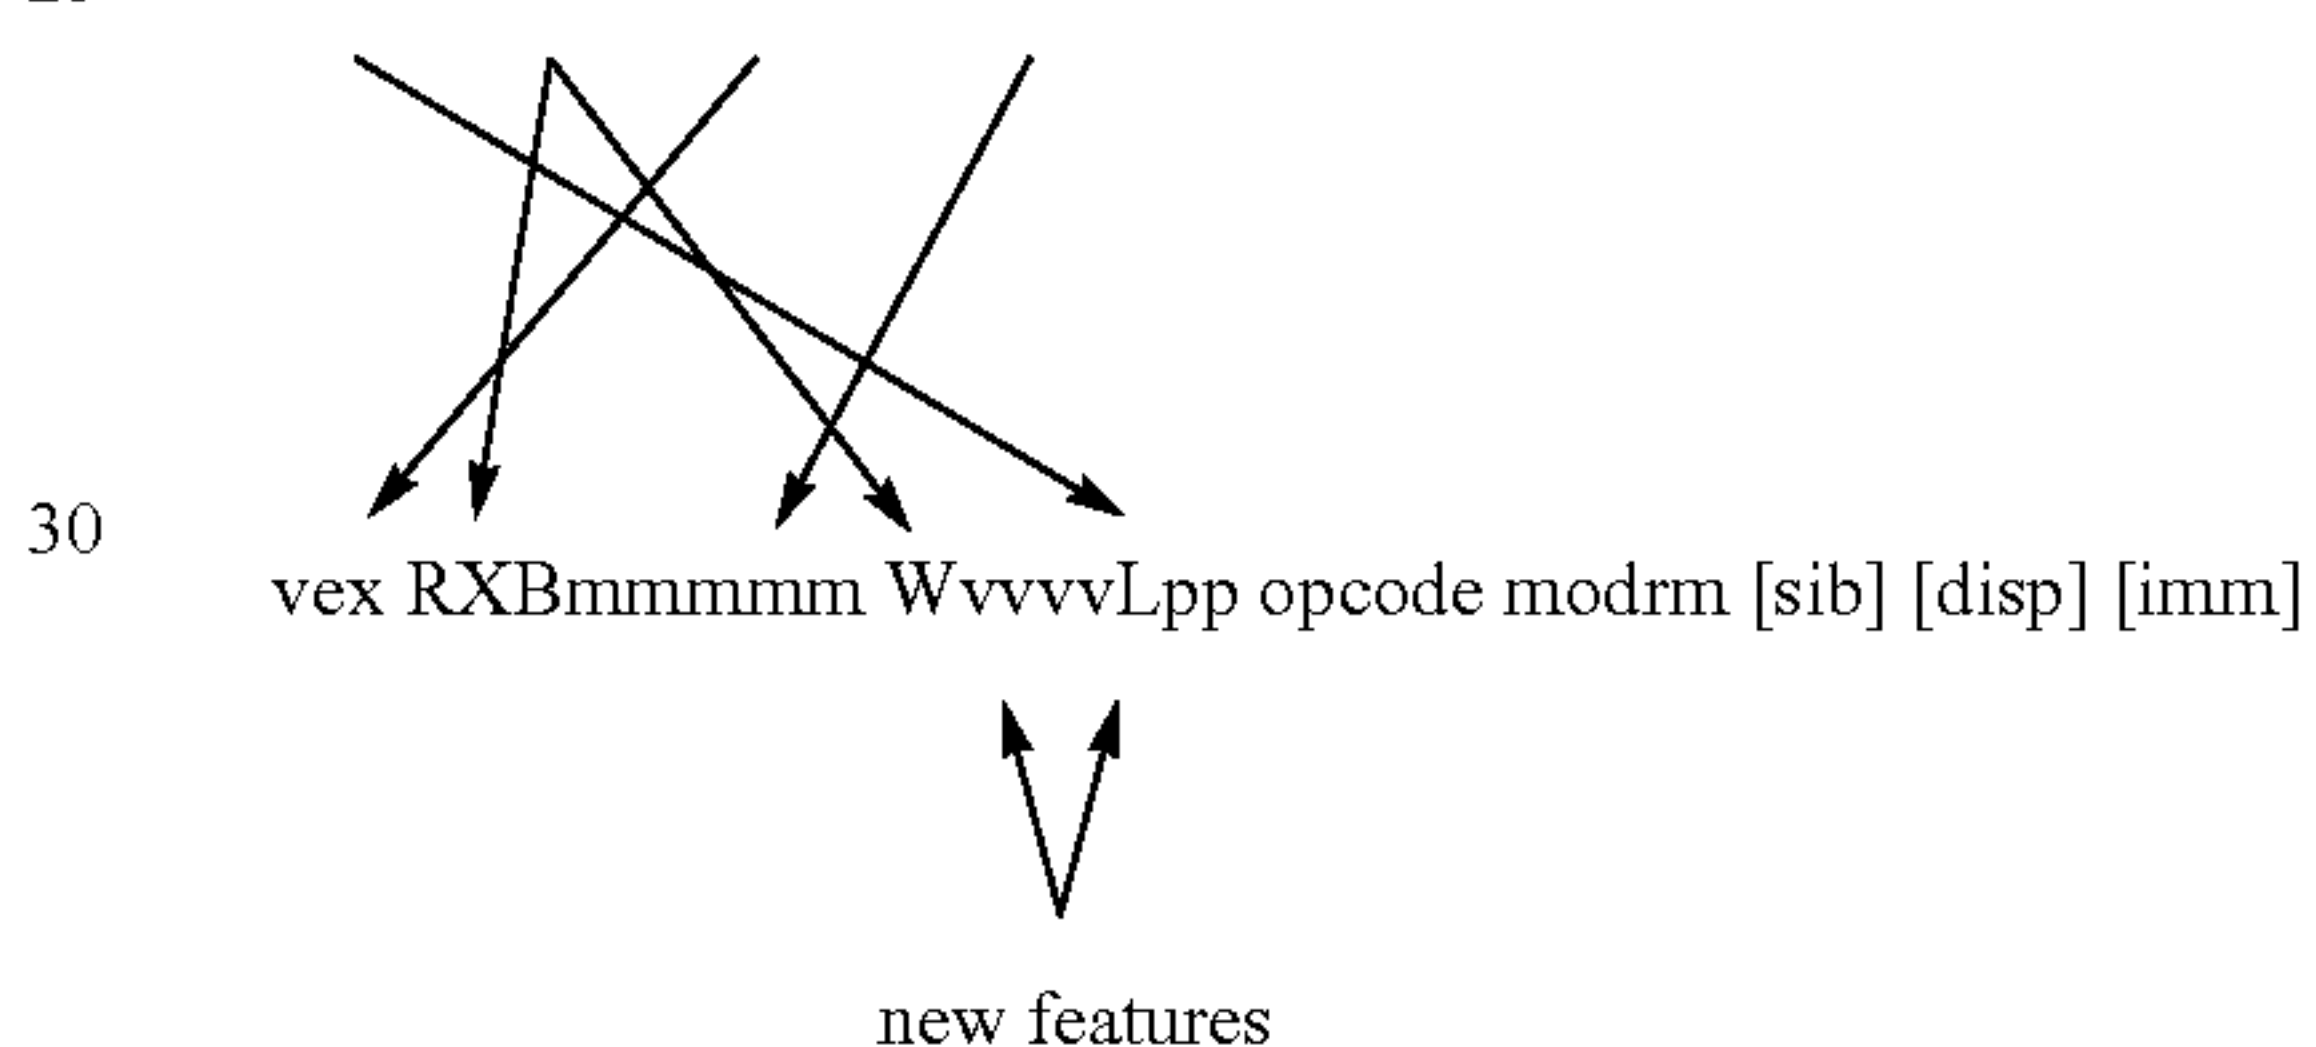 30
vex RXBmmmmm WvvvvLpp opcode modrm [sib] [disp] [imm]
new features